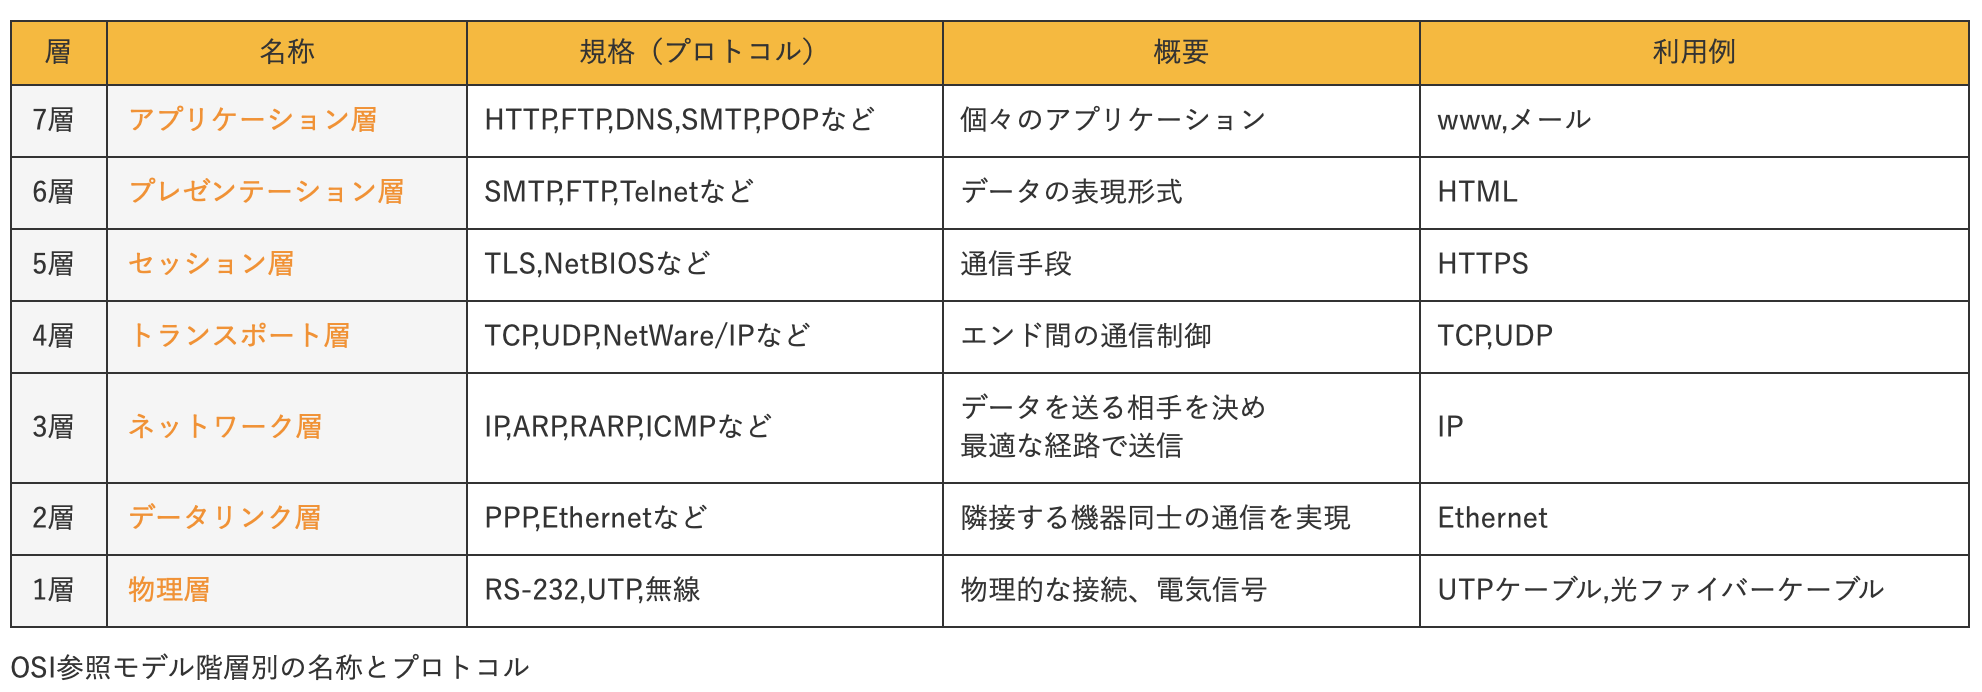 層 名称 規格（プロトコル） 概要 利用例
7層 アプリケーション層 HTTP,FTP,DNS,SMTP,POPなど 個々のアプリケーション www,メール
6層 プレゼンテーション層 SMTP,FTP,Telnetなど データの表現形式 HTML
5層 セッション層 TLS,NetBIOSなど 通信手段 HTTPS
4層 トランスポート層 TCP,UDP,NetWare/IPなど エンド間の通信制御 TCP,UDP
3層 ネットワーク層 IP,ARP,RARP,ICMPなど データを送る相手を決め
最適な経路で送信 IP
2層 データリンク層 PPP,Ethernetなど 隣接する機器同士の通信を実現 Ethernet
1層 物理層 RS-232,UTP,無線 物理的な接続、電気信号 UTPケーブル,光ファイバーケーブル
OSI参照モデル階層別の名称とプロトコル